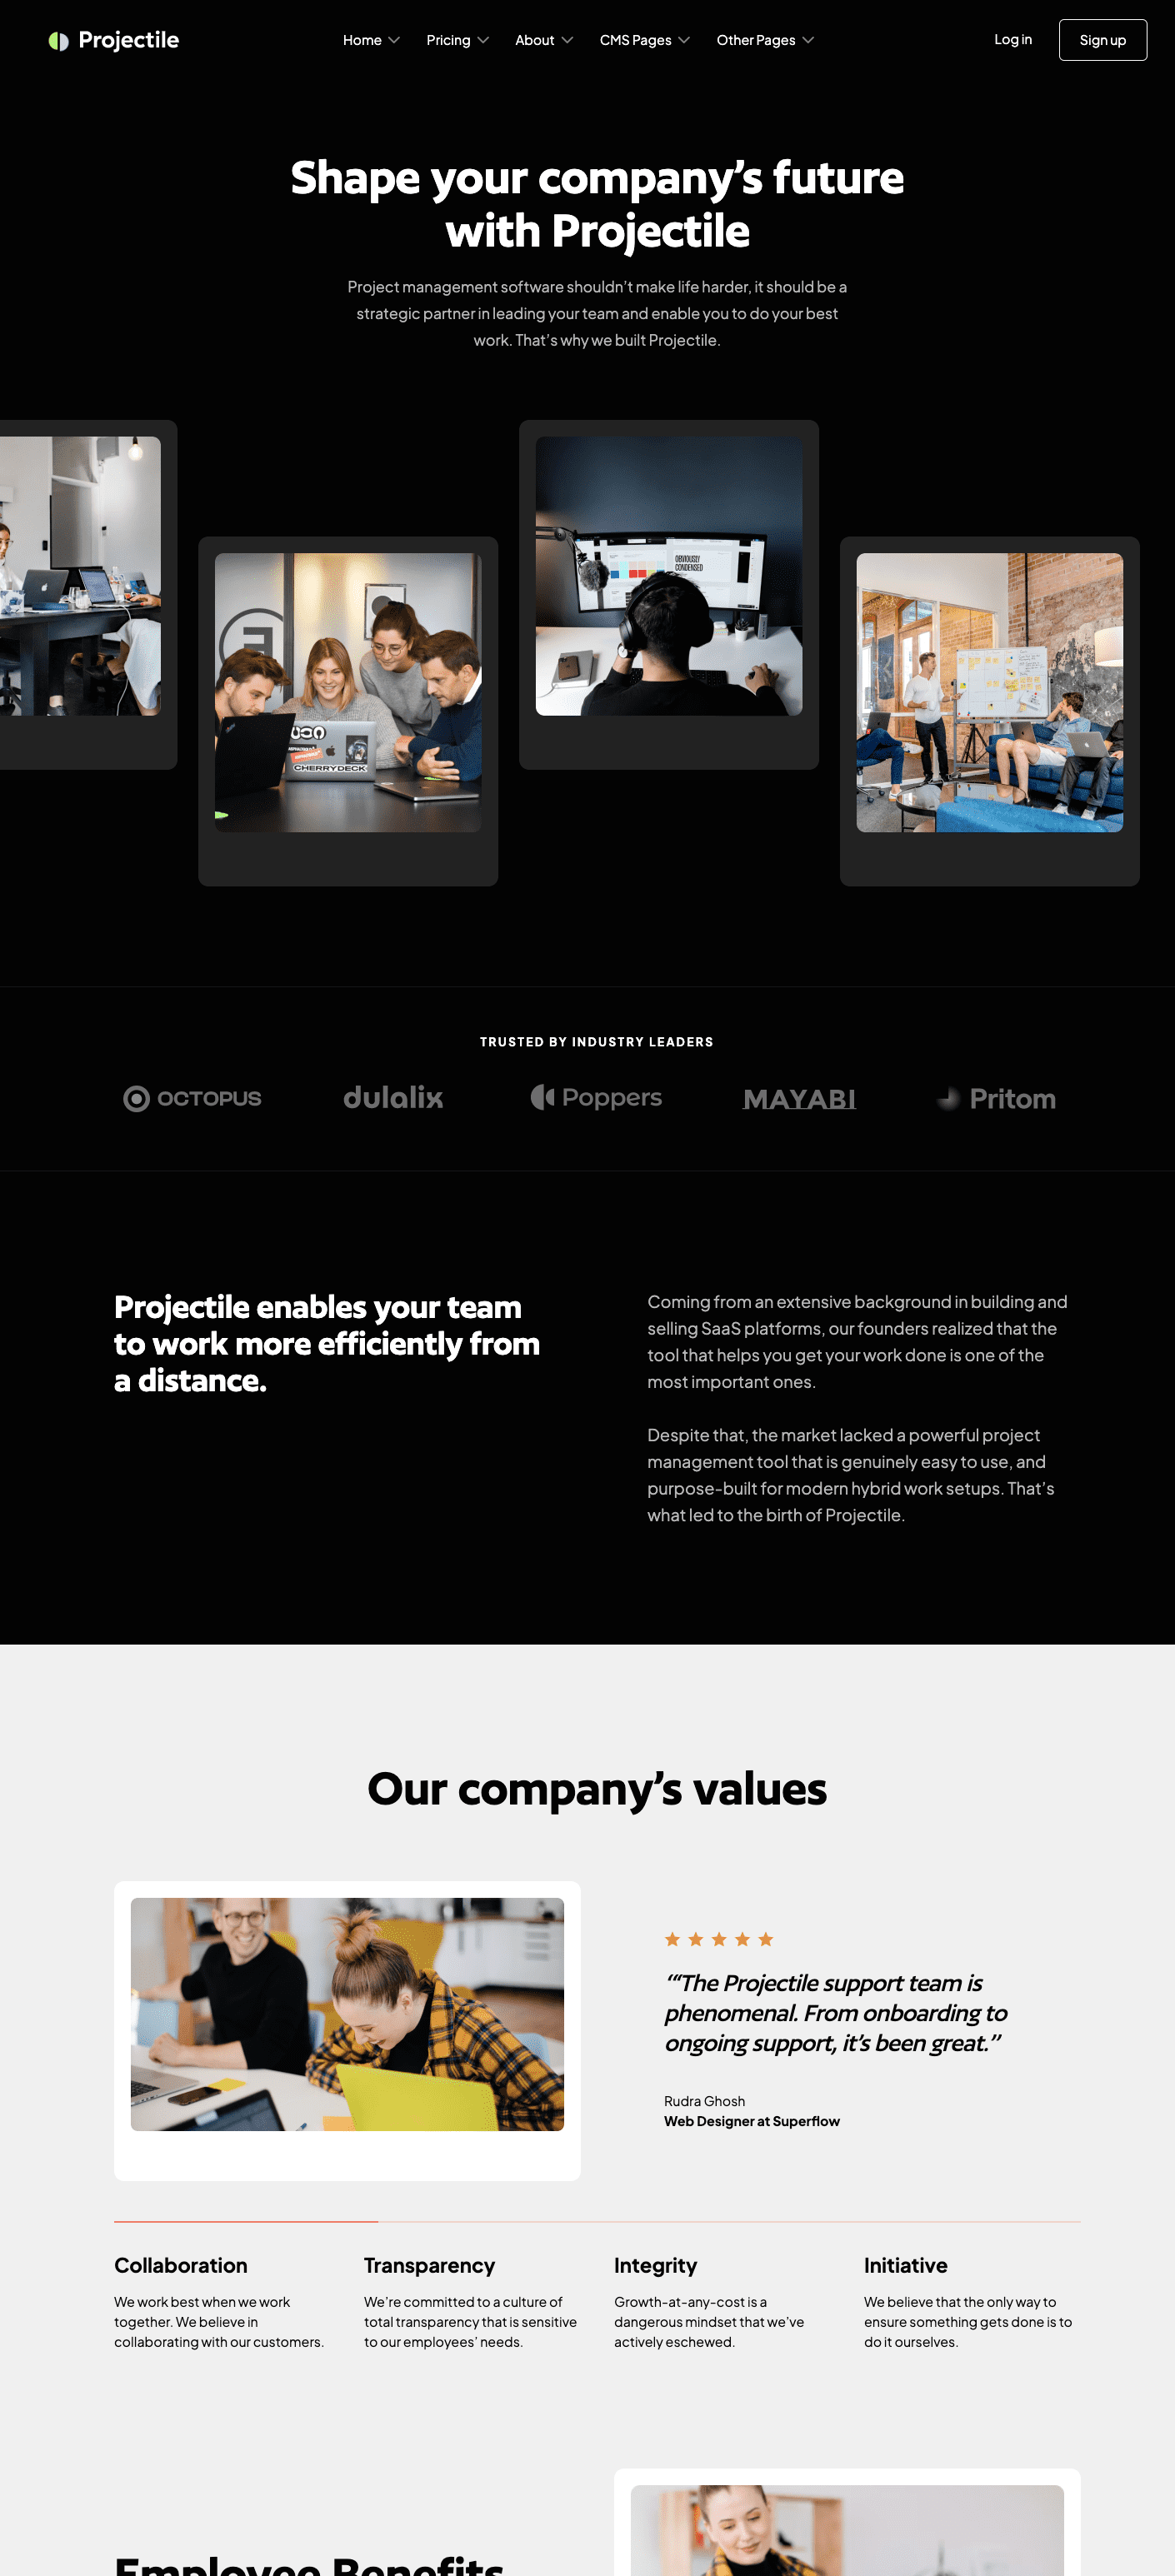 Projectile
Home
Pricing
About
CMS Pages
Other Pages
Log in
Sign up
Shape your company’s future
with Projectile
Project management software shouldn’t make life harder, it should be a
strategic partner in leading your team and enable you to do your best
work. That’s why we built Projectile.
OBVIOUSLY
CONDENSED
CHERRYDECK
TRUSTED BY INDUSTRY LEADERS
OCTOPUS
dulalix
Poppers
MAYABI
Pritom
Projectile enables your team
to work more efficiently from
a distance.
Coming from an extensive background in building and
selling SaaS platforms, our founders realized that the
tool that helps you get your work done is one of the
most important ones.
Despite that, the market lacked a powerful project
management tool that is genuinely easy to use, and
purpose-built for modern hybrid work setups. That’s
what led to the birth of Projectile.
Our company’s values
“‘The Projectile support team is
phenomenal. From onboarding to
ongoing support, it’s been great.”
Rudra Ghosh
Web Designer at Superflow
Collaboration
We work best when we work
together. We believe in
collaborating with our customers.
Transparency
We’re committed to a culture of
total transparency that is sensitive
to our employees’ needs.
Integrity
Growth-at-any-cost is a
dangerous mindset that we’ve
actively eschewed.
Initiative
We believe that the only way to
ensure something gets done is to
do it ourselves.
Employee Benefits